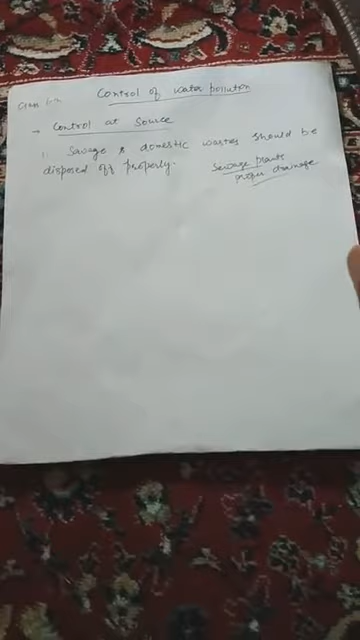 Control of Water Pollution
Class
→ Control at Source
1. Sewage & domestic wastes should be
disposed off properly.
Sewage plants
proper drainage